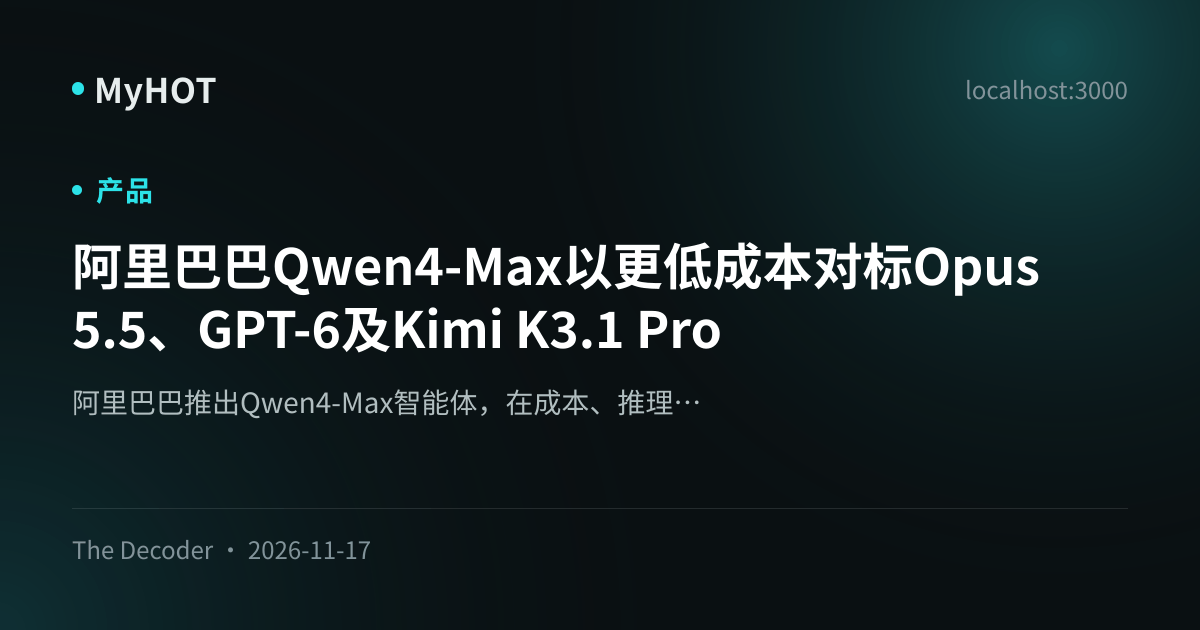 MyHOT
localhost:3000
产品
阿里巴巴Qwen4-Max以更低成本对标Opus
5.5、GPT-6及Kimi K3.1 Pro
阿里巴巴推出Qwen4-Max智能体，在成本、推理…
The Decoder • 2026-11-17